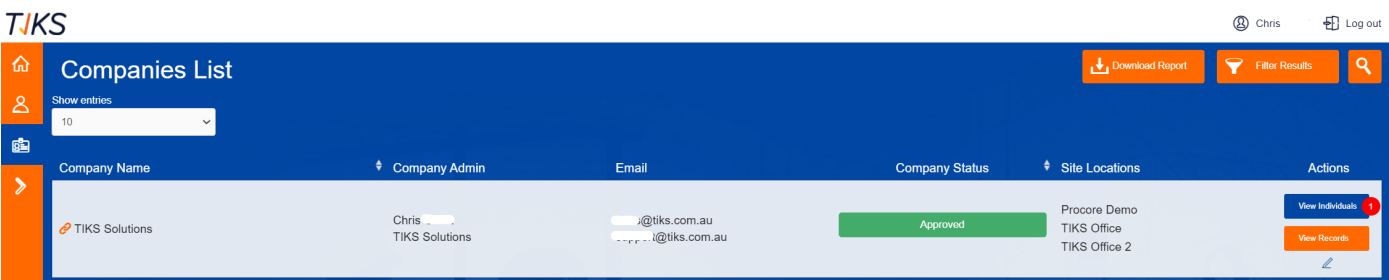 TIKS
Chris
Log out
Companies List
Download Report
Filter Results
Show entries
10
Company Name
Company Admin
Email
Company Status
Site Locations
Actions
TIKS Solutions
Chris
TIKS Solutions
@tiks.com.au
@tiks.com.au
Approved
Procore Demo
TIKS Office
TIKS Office 2
View Individuals
1
View Records